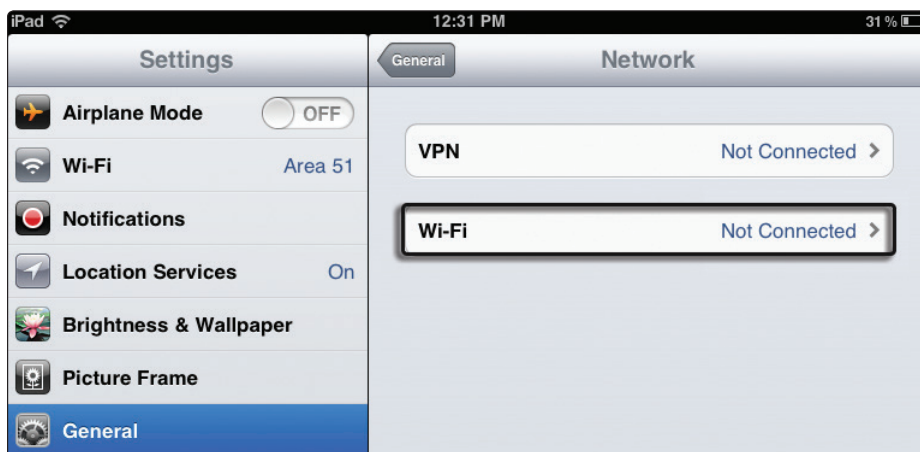 iPad 12:31 PM 31 %
Settings
Airplane Mode OFF
Wi-Fi Area 51
Notifications
Location Services On
Brightness & Wallpaper
Picture Frame
General
General Network
VPN Not Connected
Wi-Fi Not Connected